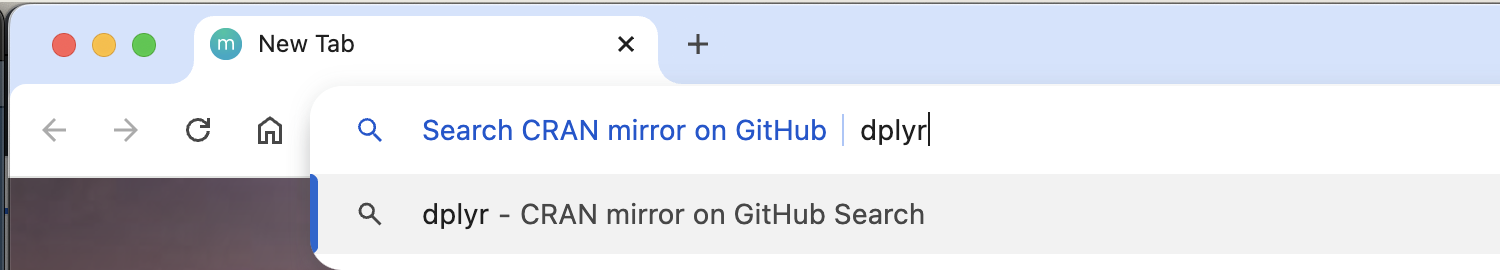 m New Tab
Search CRAN mirror on GitHub dplyr
dplyr - CRAN mirror on GitHub Search